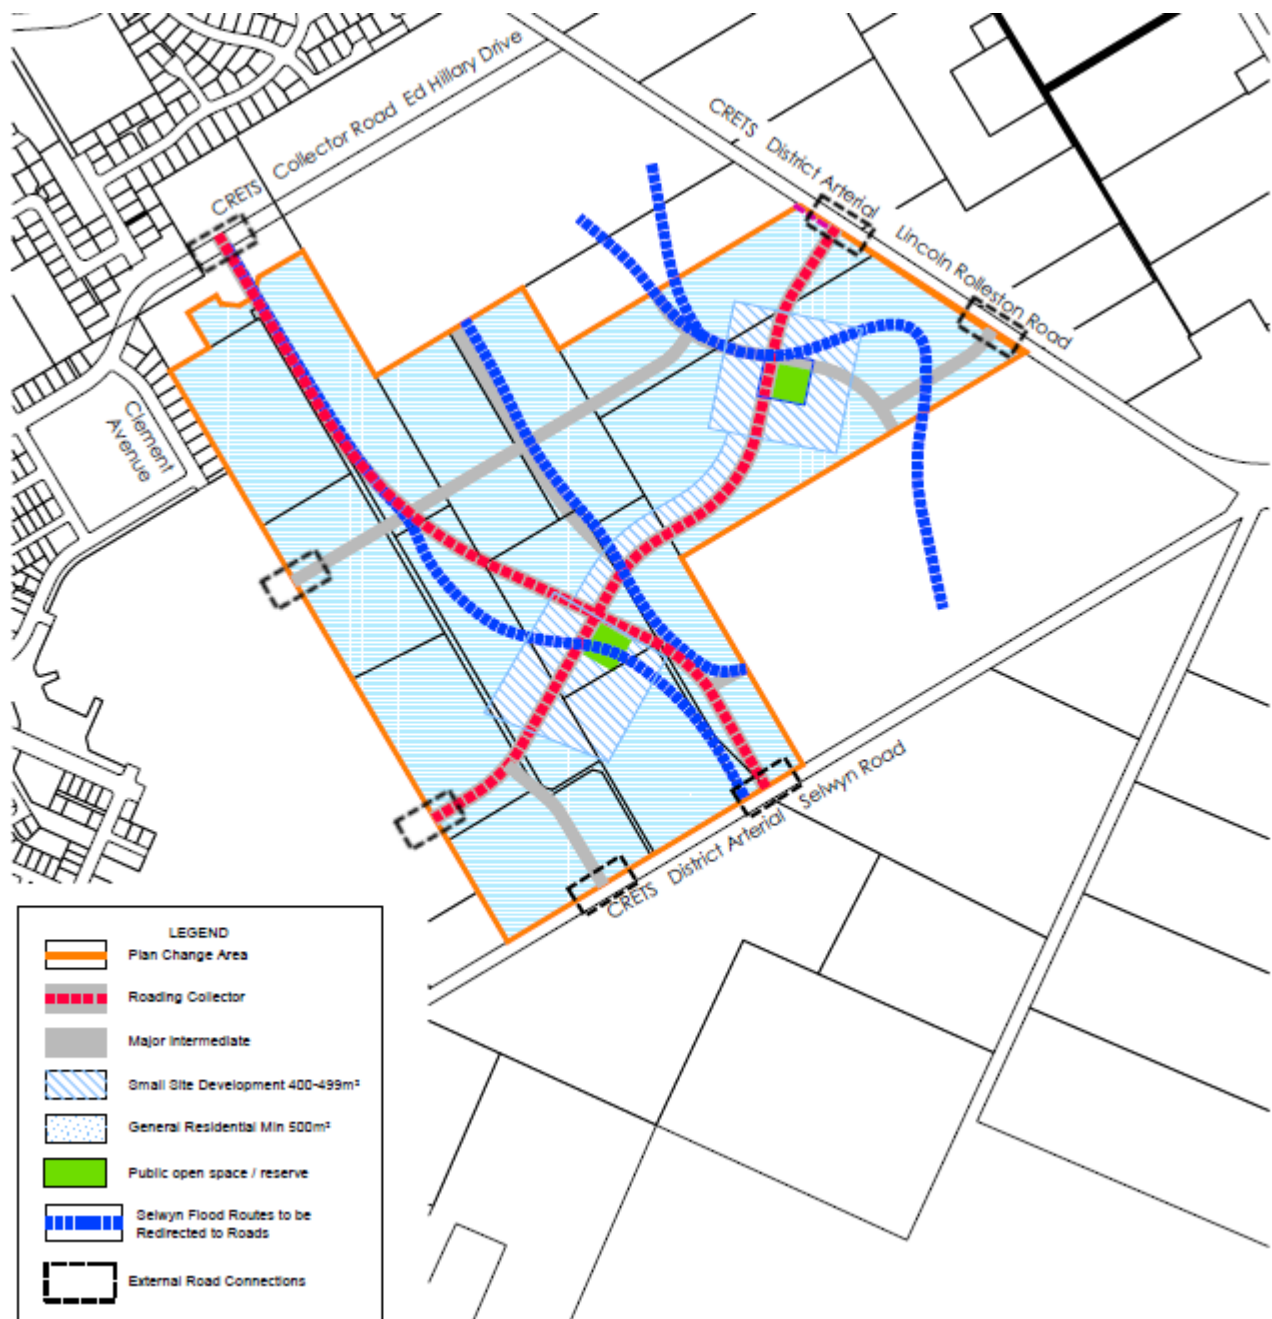 CRETS Collector Road Ed Hillary Drive
CRETS District Arterial Lincoln Rolleston Road
Clement
Avenue
CRETS District Arterial Selwyn Road
LEGEND
Plan Change Area
Roading Collector
Major Intermediate
Small Site Development 400-499m²
General Residential Min 500m²
Public open space / reserve
Selwyn Flood Routes to be
Redirected to Roads
External Road Connections